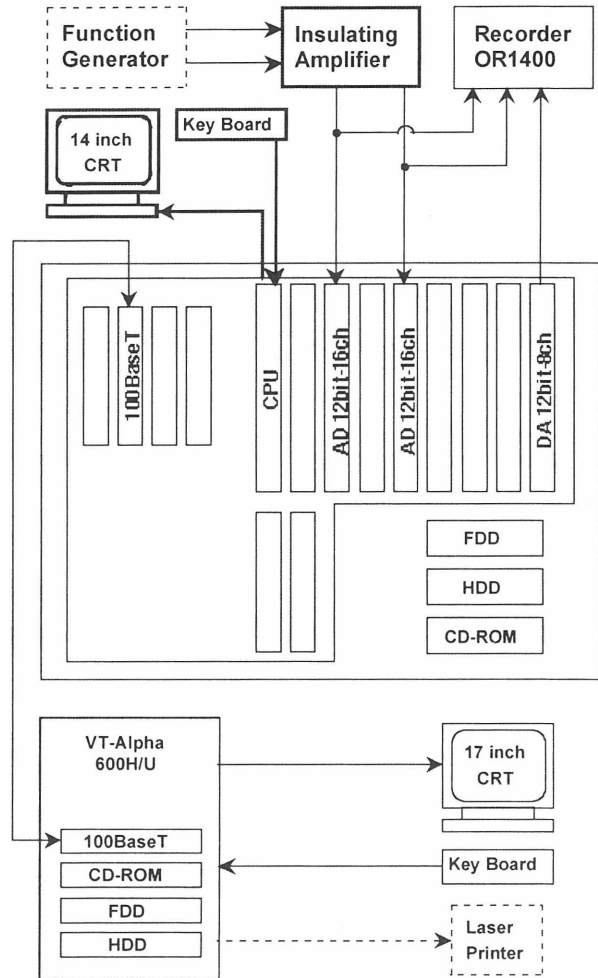 Function
Generator
Insulating
Amplifier
Recorder
OR1400
14 inch
CRT
Key Board
100BaseT
CPU
AD 12bit-16ch
AD 12bit-16ch
DA 12bit-8ch
FDD
HDD
CD-ROM
VT-Alpha
600H/U
100BaseT
CD-ROM
FDD
HDD
17 inch
CRT
Key Board
Laser
Printer